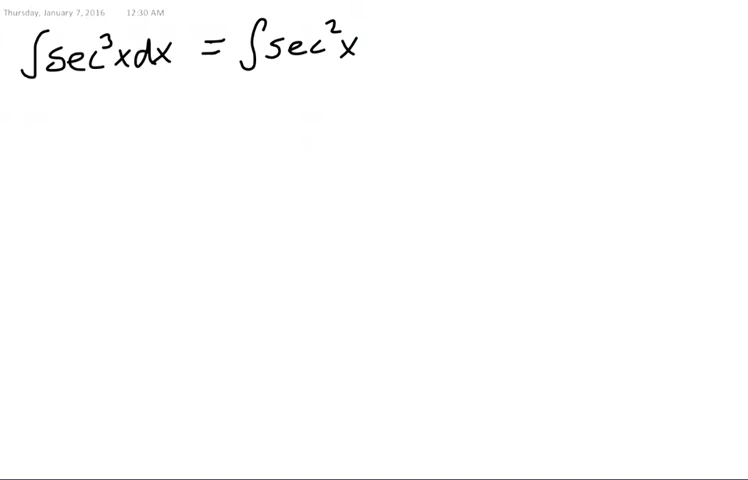 Thursday, January 7, 2016 12:30 AM
∫sec³xdx = ∫sec²x